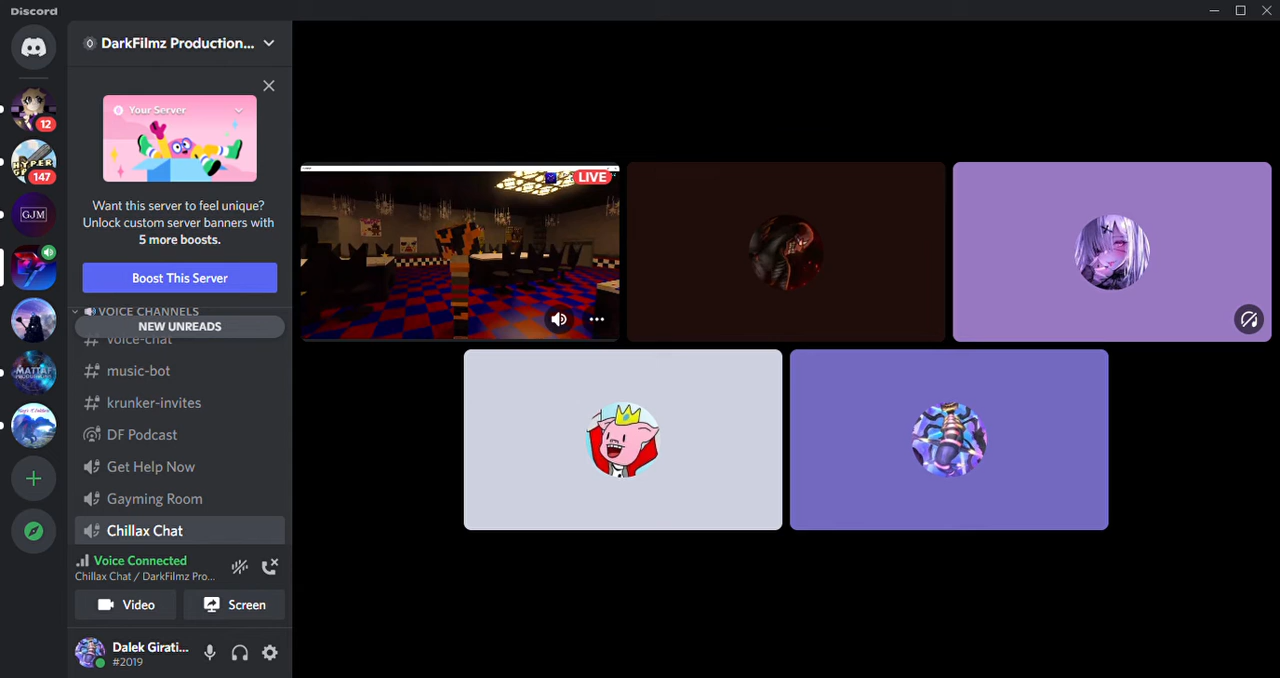 Discord
DarkFilmz Production...
12
147
GJM
Your Server
Want this server to feel unique?
Unlock custom server banners with
5 more boosts.
Boost This Server
VOICE CHANNELS
NEW UNREADS
voice-chat
music-bot
krunker-invites
DF Podcast
Get Help Now
Gayming Room
Chillax Chat
Voice Connected
Chillax Chat / DarkFilmz Pro...
Video
Screen
Dalek Girati...
#2019
LIVE